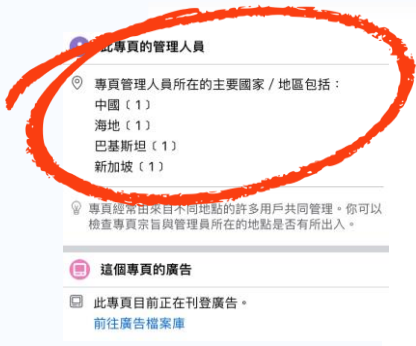 此專頁的管理人員
專頁管理人員所在的主要國家／地區包括：
中國（1）
海地（1）
巴基斯坦（1）
新加坡（1）
專頁經常由來自不同地點的許多用戶共同管理。你可以
檢查專頁宗旨與管理員所在的地點是否有所出入。
這個專頁的廣告
此專頁目前正在刊登廣告。
前往廣告檔案庫